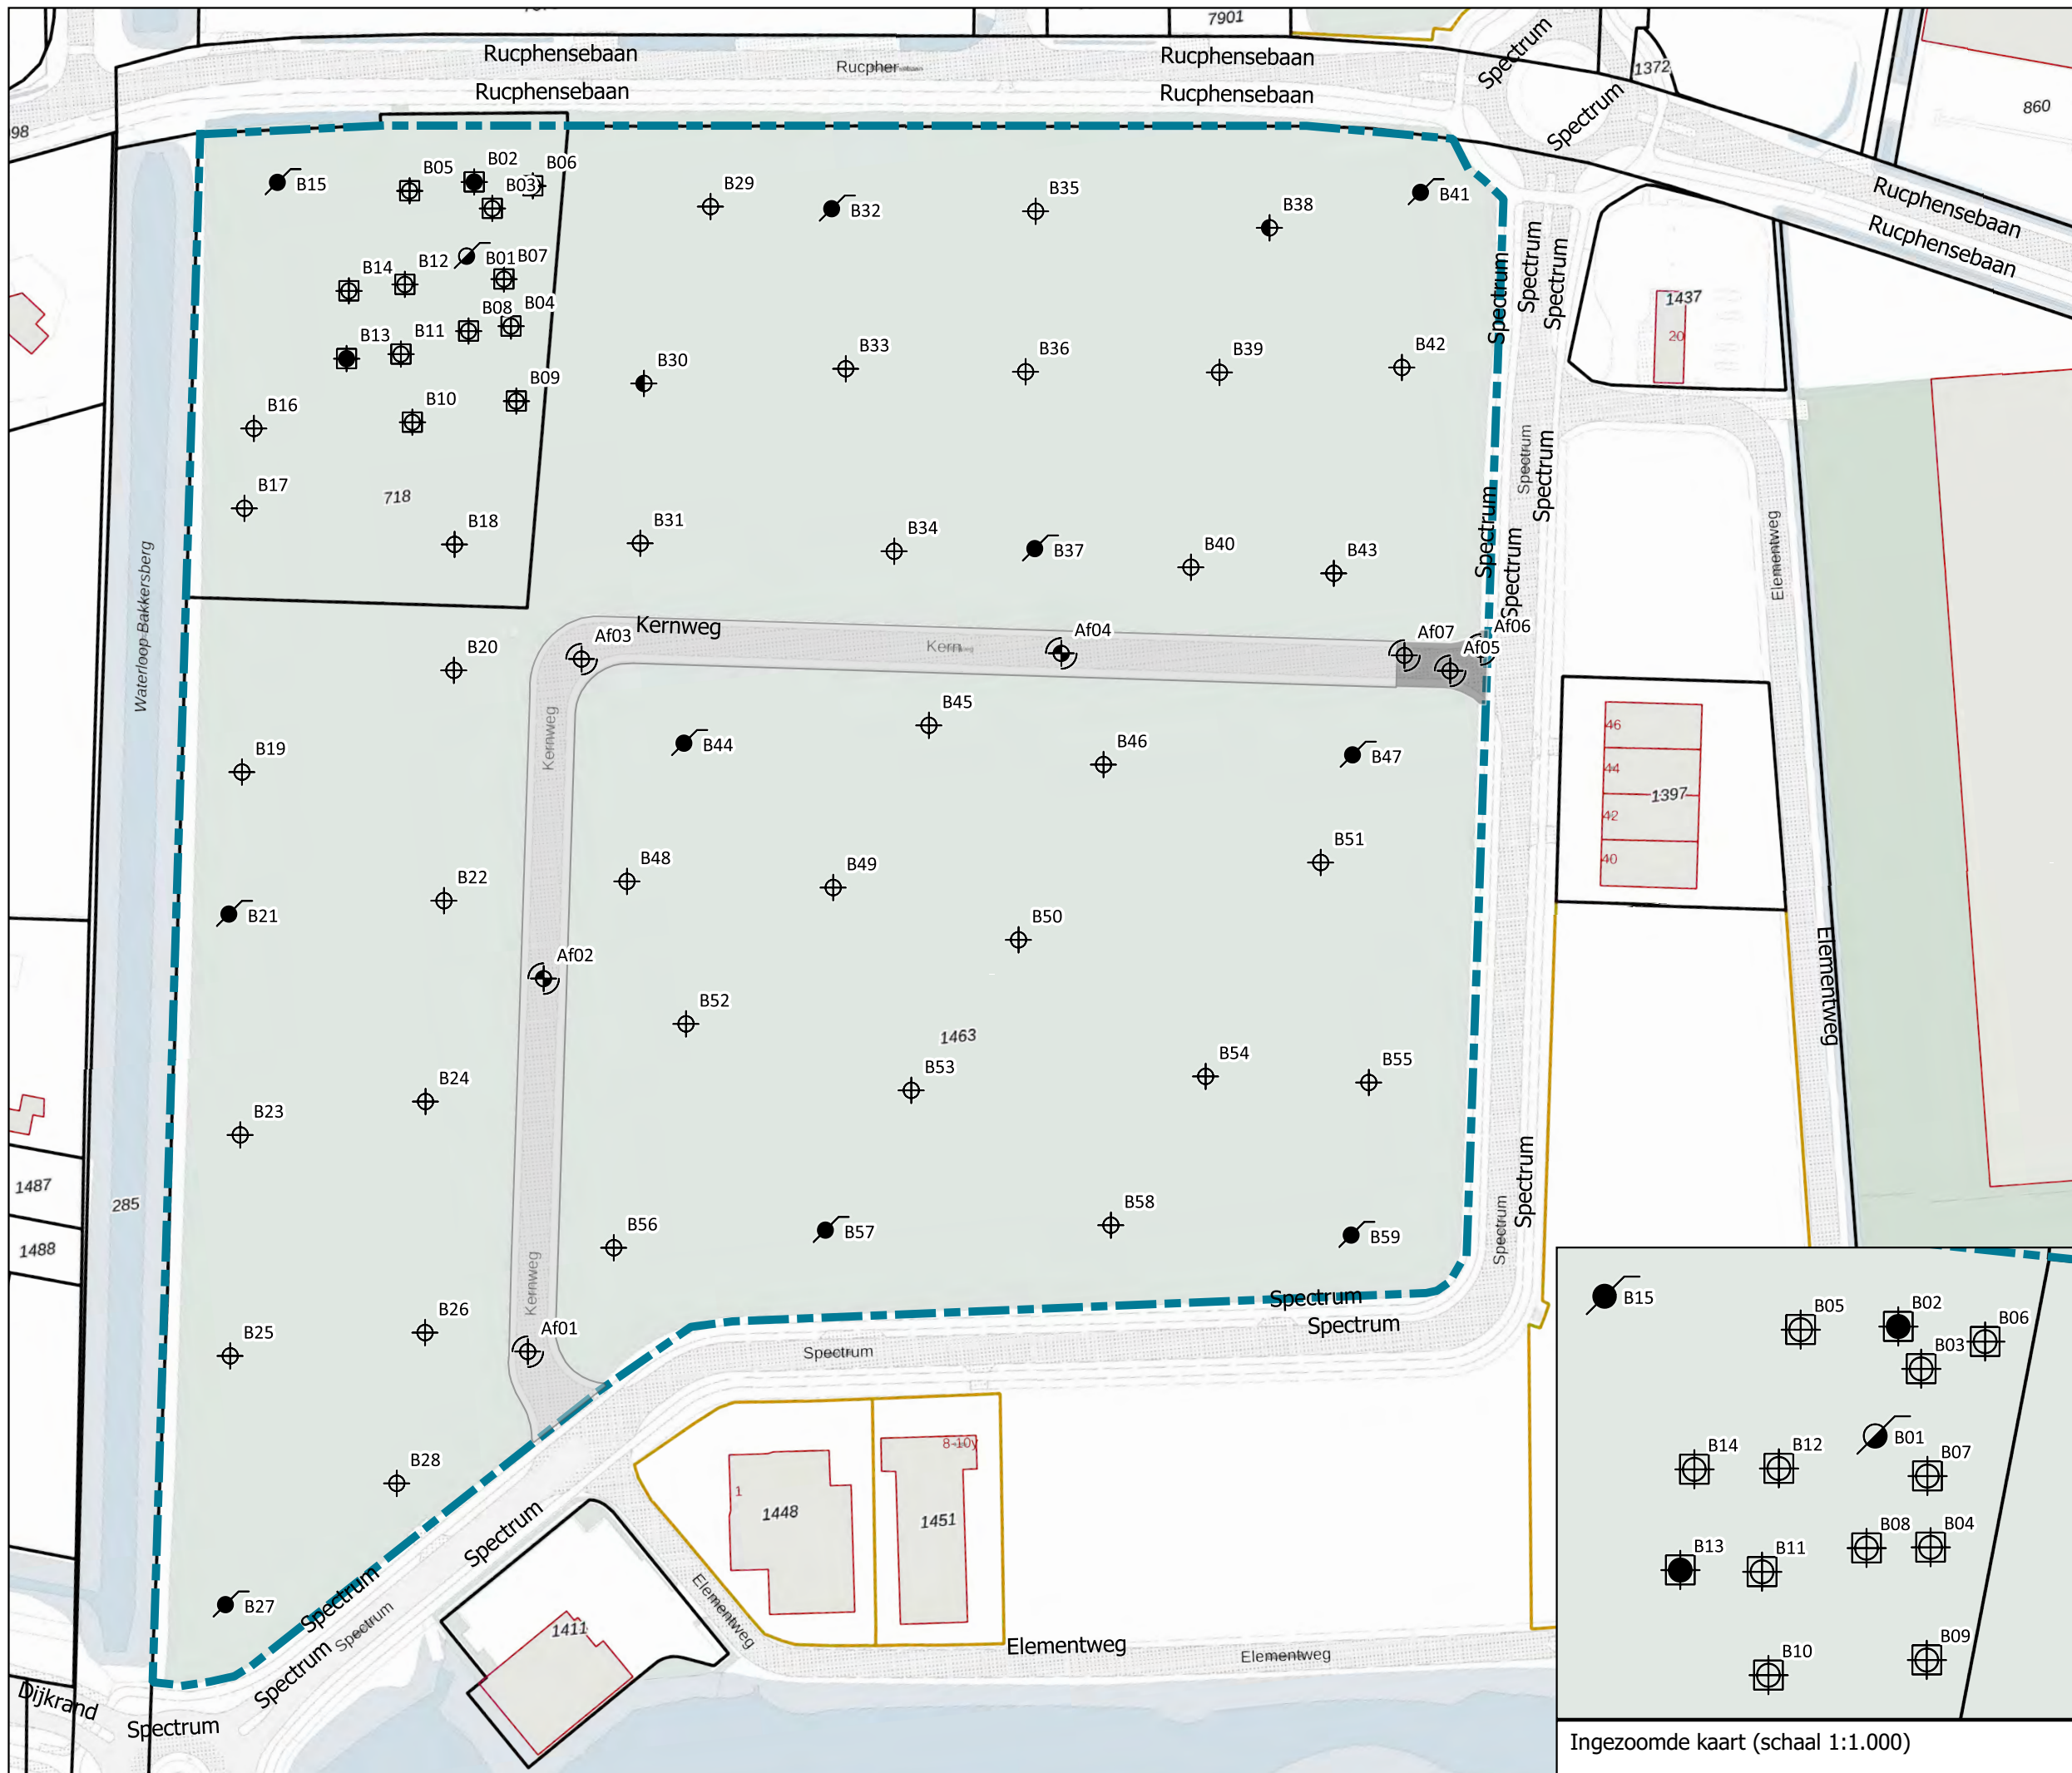 7901
Rucphensebaan
Rucphensebaan
Rucpher
Rucphensebaan
Rucphensebaan
Spectrum
Spectrum
1372
860
98
Rucphensebaan
Rucphensebaan
B15
B05
B02
B03
B06
B29
B32
B35
B38
B41
B14
B12
B01
B07
B13
B11
B08
B04
B16
B10
B09
B30
B33
B36
B39
B42
B17
718
B18
B31
B34
B37
B40
B43
Spectrum
Spectrum
Spectrum
1437
20
Spectrum
Spectrum
Spectrum
Spectrum
Elementweg
Waterloop Bakkersberg
B20
Af03
Kernweg
Kern
Af04
Af07
Af05
Af06
B19
Kernweg
B44
B45
B46
B47
46
44
1397
42
40
B21
B22
B48
B49
B50
B51
Elementweg
Af02
B52
1463
B53
B54
B55
B23
B24
1487
285
1488
Spectrum
Spectrum
B56
B57
B58
B59
Kernweg
B25
B26
Af01
Spectrum
Spectrum
Spectrum
B28
B27
Spectrum
Spectrum
Spectrum
Spectrum
Spectrum
Dijkrand
1411
Elementweg
1
1448
8-10y
1451
Elementweg
Elementweg
B15
B05
B02
B03
B06
B14
B12
B01
B07
B13
B11
B08
B04
B10
B09
Ingezoomde kaart (schaal 1:1.000)